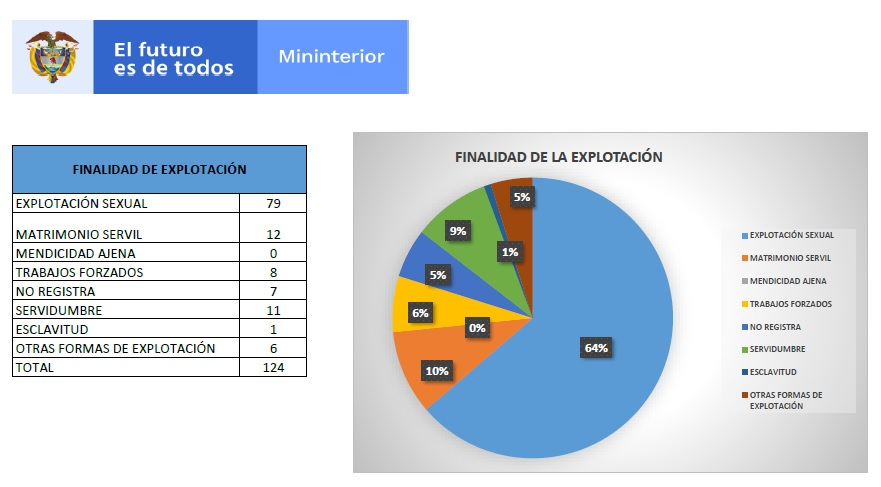 El futuro
es de todos
Mininterior
FINALIDAD DE EXPLOTACIÓN
EXPLOTACIÓN SEXUAL 79
MATRIMONIO SERVIL 12
MENDICIDAD AJENA 0
TRABAJOS FORZADOS 8
NO REGISTRA 7
SERVIDUMBRE 11
ESCLAVITUD 1
OTRAS FORMAS DE EXPLOTACIÓN 6
TOTAL 124
FINALIDAD DE LA EXPLOTACIÓN
5%
9%
1%
5%
6%
0%
64%
10%
EXPLOTACIÓN SEXUAL
MATRIMONIO SERVIL
MENDICIDAD AJENA
TRABAJOS FORZADOS
NO REGISTRA
SERVIDUMBRE
ESCLAVITUD
OTRAS FORMAS DE
EXPLOTACIÓN